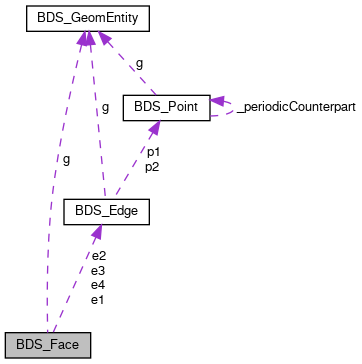 BDS_GeomEntity
g
BDS_Point
_periodicCounterpart
g
g
p1
p2
BDS_Edge
e2
e3
e4
e1
BDS_Face